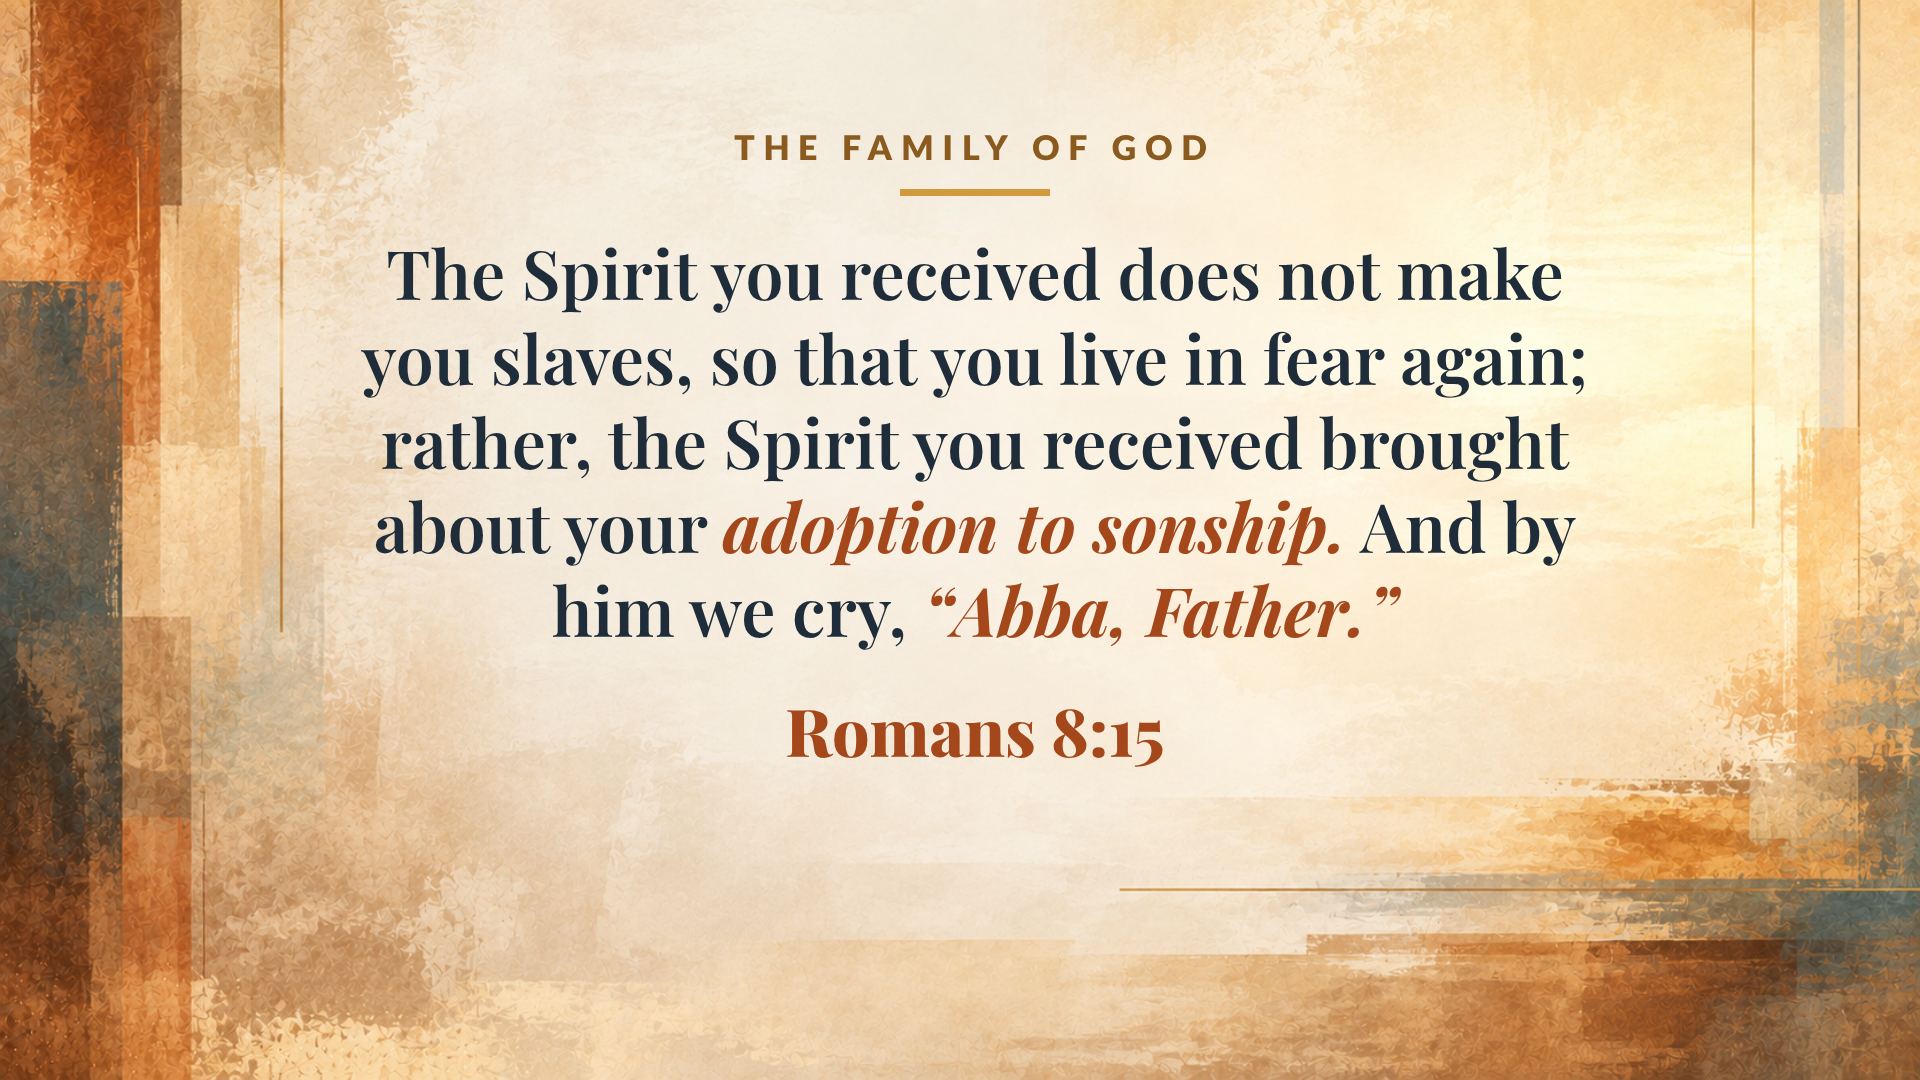 THE FAMILY OF GOD
The Spirit you received does not make
you slaves, so that you live in fear again;
rather, the Spirit you received brought
about your adoption to sonship. And by
him we cry, “Abba, Father.”
Romans 8:15